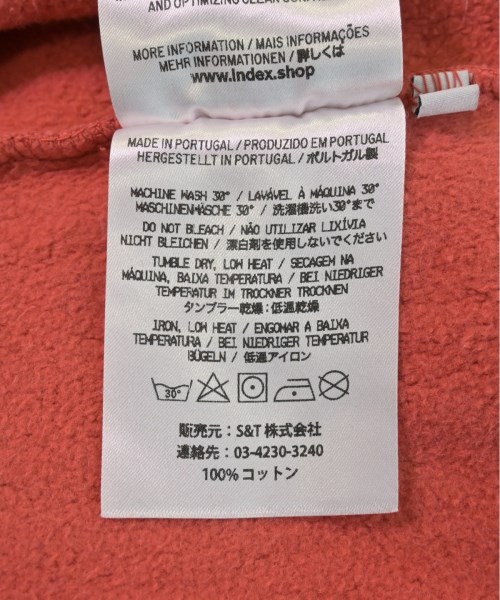 AND OPTIMIZING CLEAN
MORE INFORMATION / MAIS INFORMAÇÕES
MEHR INFORMATIONEN / 詳しくは
www.Index.shop
MADE IN PORTUGAL / PRODUZIDO EM PORTUGAL
HERGESTELLT IN PORTUGAL / ポルトガル製
MACHINE WASH 30° / LAVÁVEL À MÁQUINA 30°
MASCHINENWÄSCHE 30° / 洗濯機洗い30°まで
DO NOT BLEACH / NÃO UTILIZAR LIXÍVIA
NICHT BLEICHEN / 漂白剤を使用しないでください
TUMBLE DRY, LOW HEAT / SECAGEM NA
MÁQUINA, BAIXA TEMPERATURA / BEI NIEDRIGER
TEMPERATUR IM TROCKNER TROCKNEN
タンブラー乾燥:低温乾燥
IRON, LOW HEAT / ENGOMAR A BAIXA
TEMPERATURA / BEI NIEDRIGER TEMPERATUR
BÜGELN / 低温アイロン
30°
販売元: S&T 株式会社
連絡先: 03-4230-3240
100% コットン